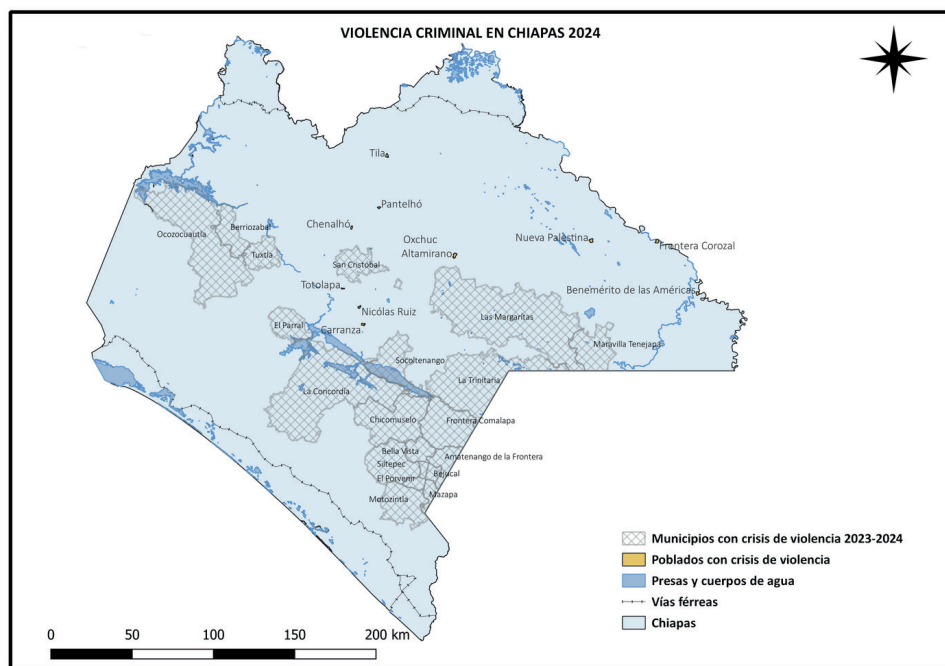 VIOLENCIA CRIMINAL EN CHIAPAS 2024
Tila
Pantelhó
Chenalhó
Ocozocuautla
Berriozabal
Tuxtla
San Cristóbal
Oxchuc
Altamirano
Nueva Palestina
Frontera Corozal
Totolapa
Benemérito de las Américas
Nicólas Ruiz
Las Margaritas
El Parral
Carranza
Maravilla Tenejapa
Socoltenango
La Trinitaria
La Concordia
Chicomuselo
Frontera Comalapa
Bella Vista
Amatenango de la Frontera
Siltepec
Bejucal
El Porvenir
Mazapa
Motozintla
Municipios con crisis de violencia 2023-2024
Poblados con crisis de violencia
Presas y cuerpos de agua
Vías férreas
Chiapas
0 50 100 150 200 km